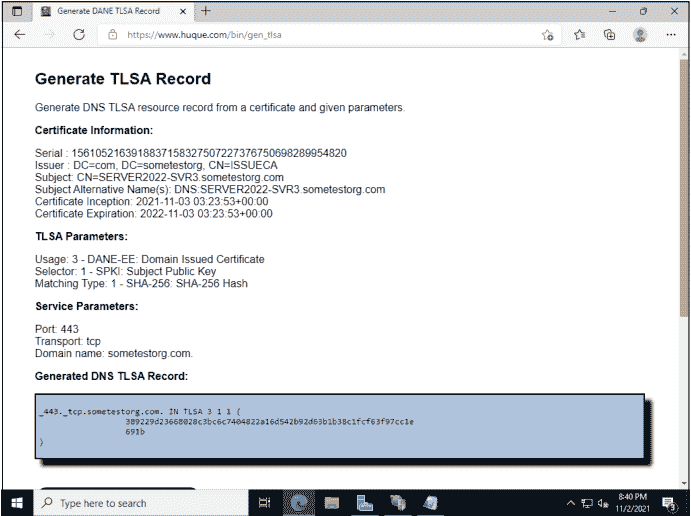 Generate DANE TLSA Record
https://www.huque.com/bin/gen_tlsa
Generate TLSA Record
Generate DNS TLSA resource record from a certificate and given parameters.
Certificate Information:
Serial : 1561052163918837158327507227376750698289954820
Issuer : DC=com, DC=sometestorg, CN=ISSUECA
Subject: CN=SERVER2022-SVR3.sometestorg.com
Subject Alternative Name(s): DNS:SERVER2022-SVR3.sometestorg.com
Certificate Inception: 2021-11-03 03:23:53+00:00
Certificate Expiration: 2022-11-03 03:23:53+00:00
TLSA Parameters:
Usage: 3 - DANE-EE: Domain Issued Certificate
Selector: 1 - SPKI: Subject Public Key
Matching Type: 1 - SHA-256: SHA-256 Hash
Service Parameters:
Port: 443
Transport: tcp
Domain name: sometestorg.com.
Generated DNS TLSA Record:
_443._tcp.sometestorg.com. IN TLSA 3 1 1 (
389229d23668028c3bc6c7404822a16d542b92d63b1b38c1fcf63f97cc1e
691b
)
Type here to search
8:40 PM
11/2/2021
3